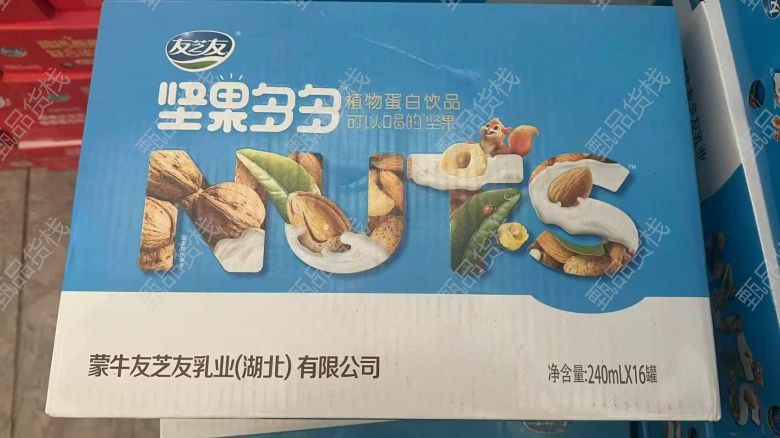 友芝友
坚果多多
植物蛋白饮品
可以喝的“坚果”
NUTS
蒙牛友芝友乳业(湖北)有限公司
净含量:240mLX16罐
甄品货栈